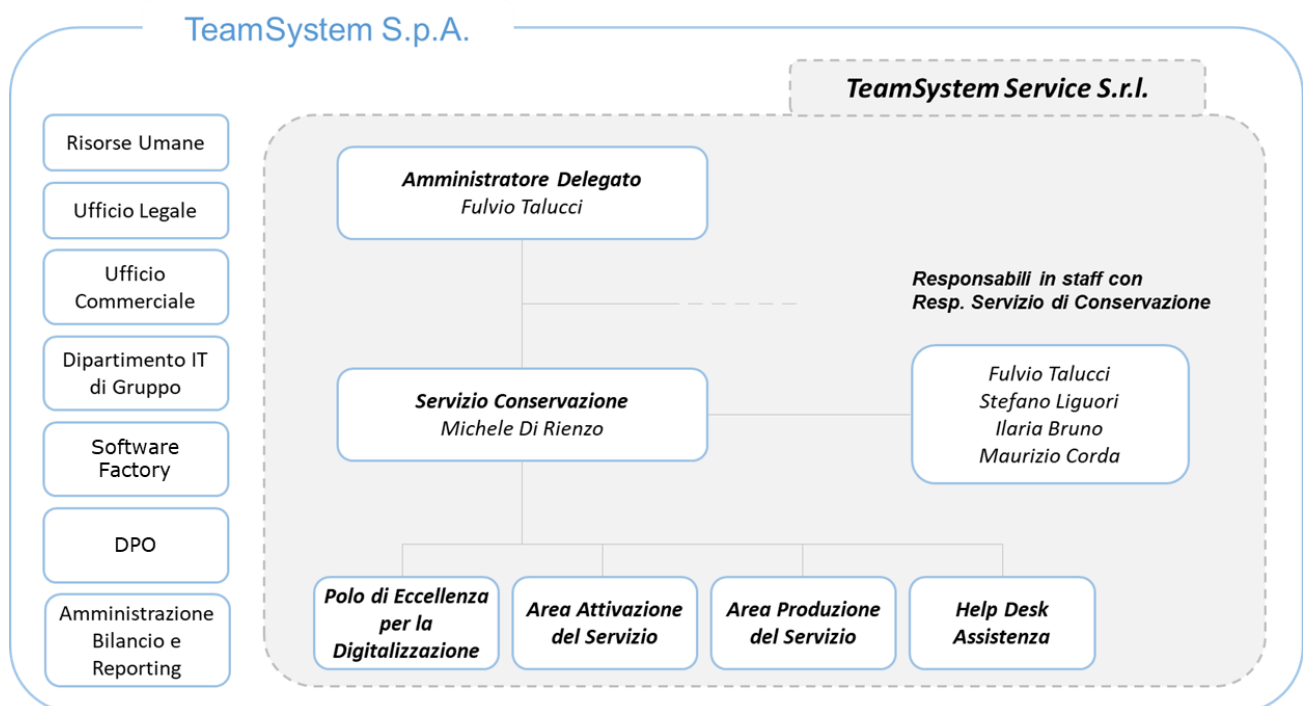 TeamSystem S.p.A.
TeamSystem Service S.r.l.
Risorse Umane
Ufficio Legale
Ufficio
Commerciale
Dipartimento IT
di Gruppo
Software
Factory
DPO
Amministrazione
Bilancio e
Reporting
Amministratore Delegato
Fulvio Talucci
Responsabili in staff con
Resp. Servizio di Conservazione
Servizio Conservazione
Michele Di Rienzo
Fulvio Talucci
Stefano Liguori
Ilaria Bruno
Maurizio Corda
Polo di Eccellenza
per la
Digitalizzazione
Area Attivazione
del Servizio
Area Produzione
del Servizio
Help Desk
Assistenza